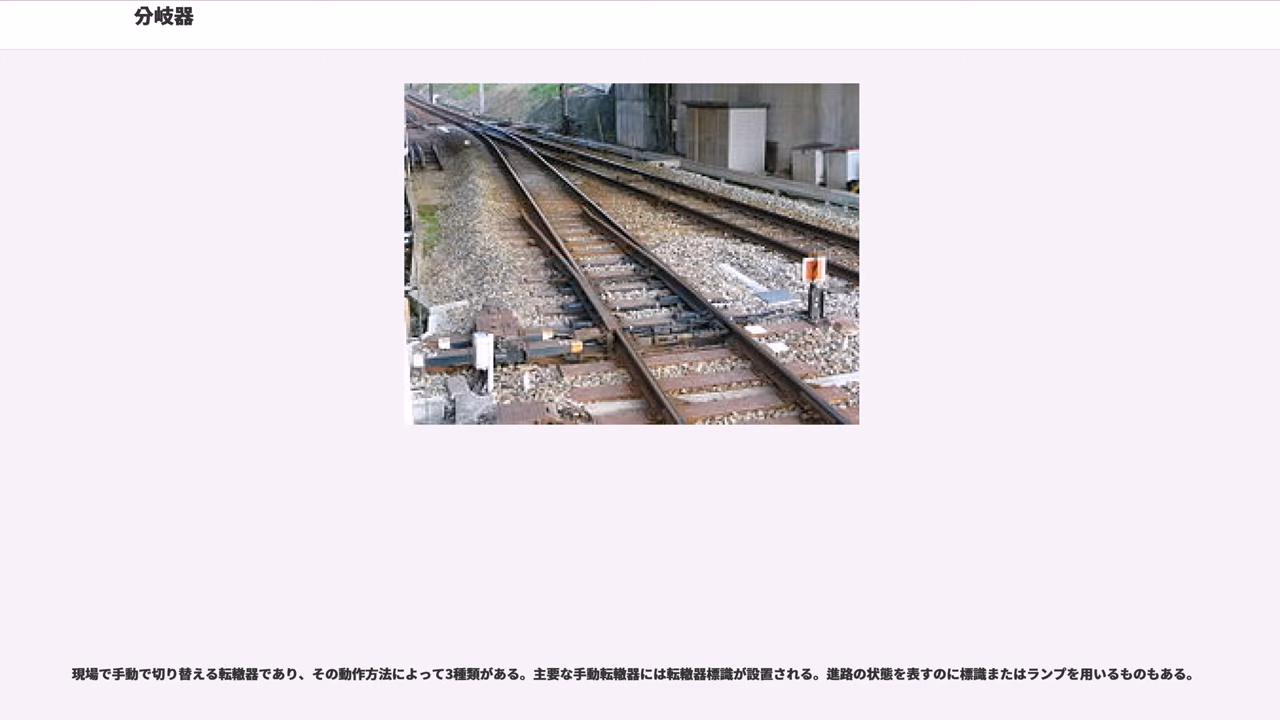 分岐器
現場で手動で切り替える転轍器であり、その動作方法によって3種類がある。主要な手動転轍器には転轍器標識が設置される。進路の状態を表すのに標識またはランプを用いるものもある。